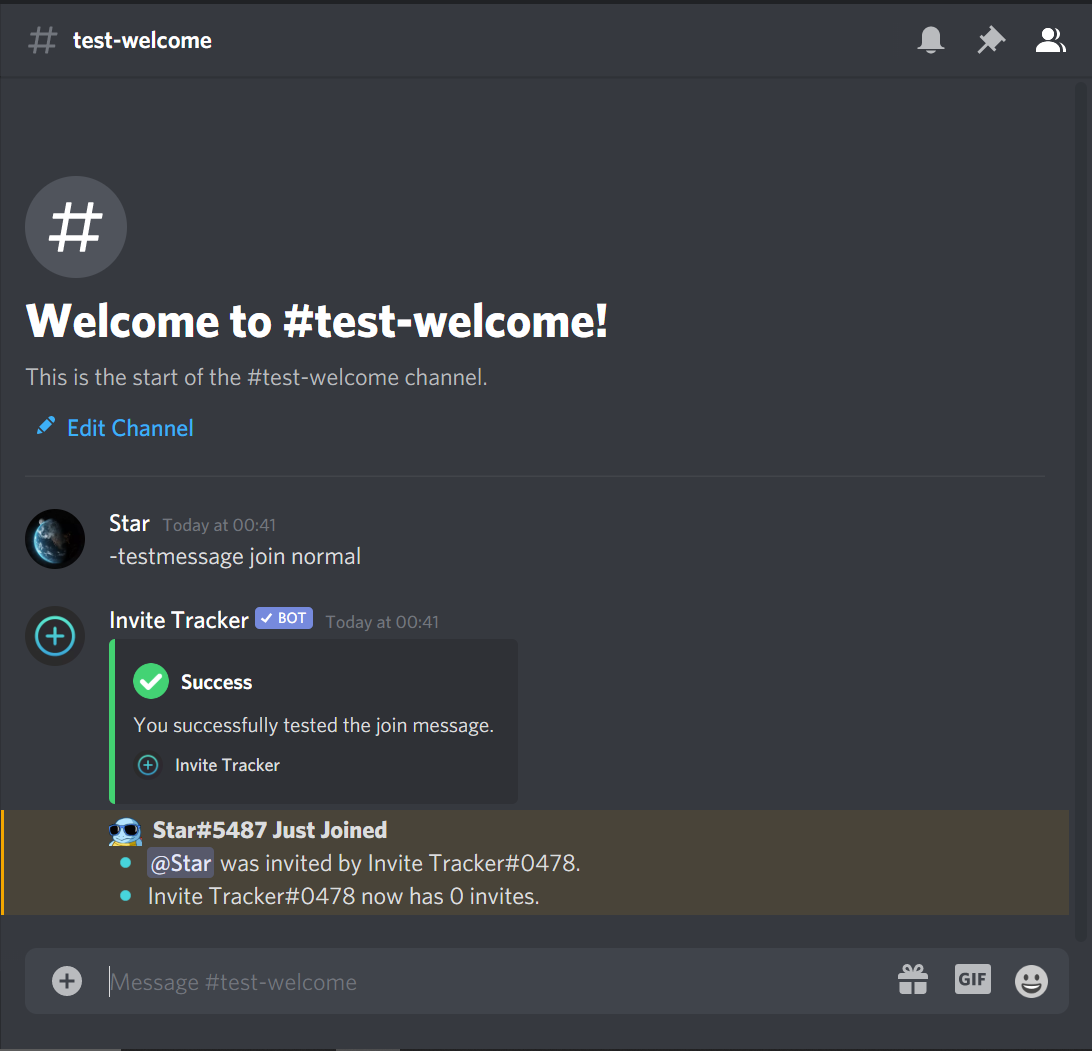 # test-welcome
#
Welcome to #test-welcome!
This is the start of the #test-welcome channel.
Edit Channel
Star Today at 00:41
-testmessage join normal
Invite Tracker BOT Today at 00:41
Success
You successfully tested the join message.
Invite Tracker
Star#5487 Just Joined
@Star was invited by Invite Tracker#0478.
Invite Tracker#0478 now has 0 invites.
Message #test-welcome GIF